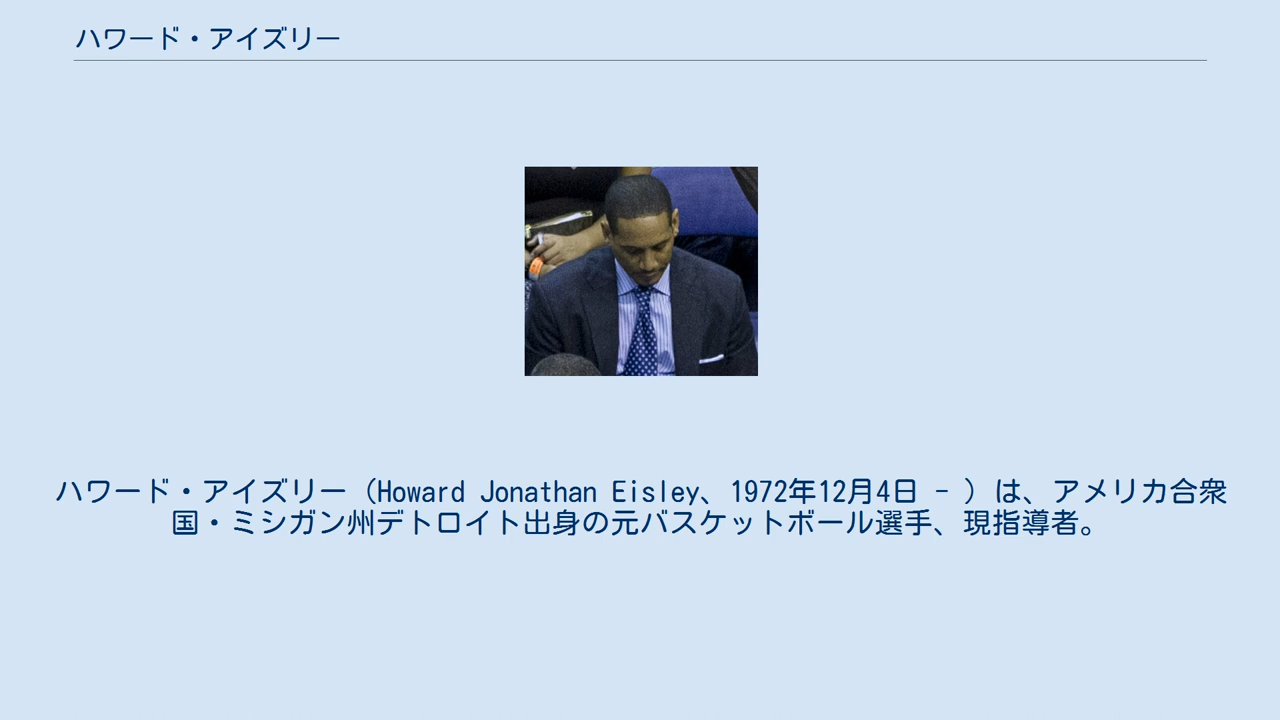 ハワード・アイズリー
ハワード・アイズリー（Howard Jonathan Eisley、1972年12月4日 - ）は、アメリカ合衆
国・ミシガン州デトロイト出身の元バスケットボール選手、現指導者。